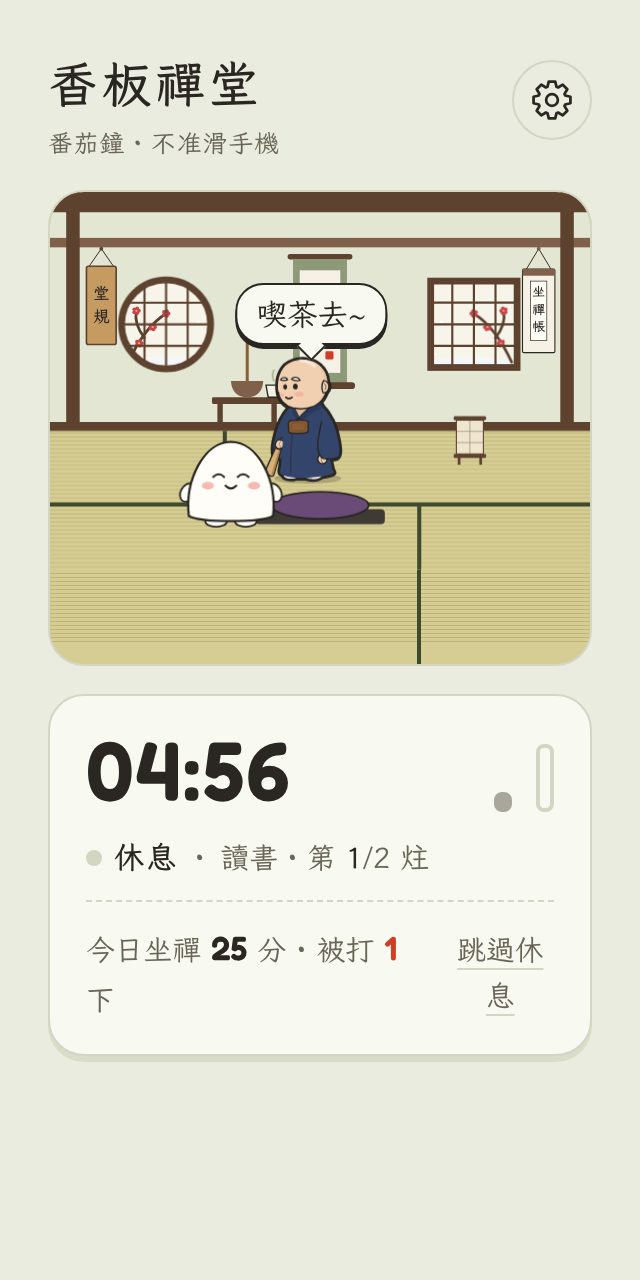 香板禪堂
番茄鐘・不准滑手機
堂規
喫茶去~
坐禪帳
04:56
休息・讀書・第 1/2 炷
今日坐禪 25 分・被打 1
下
跳過休
息